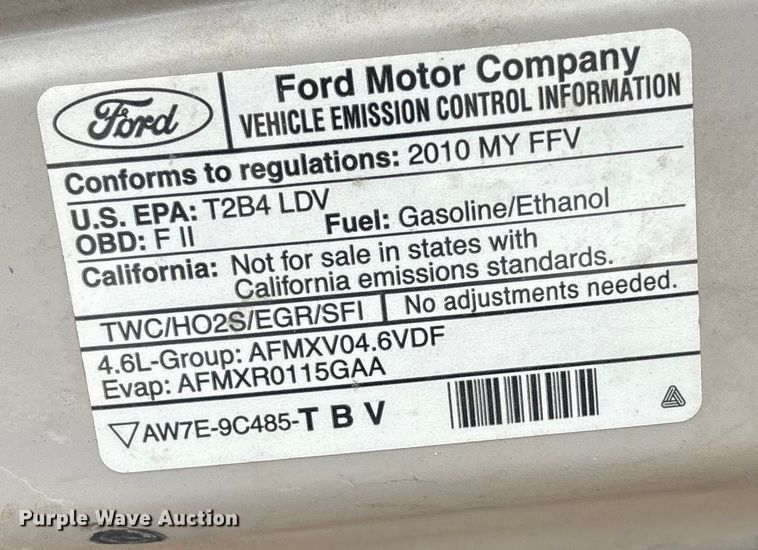 Ford
Ford Motor Company
VEHICLE EMISSION CONTROL INFORMATION
Conforms to regulations: 2010 MY FFV
U.S. EPA: T2B4 LDV
OBD: F II
Fuel: Gasoline/Ethanol
California: Not for sale in states with
California emissions standards.
TWC/HO2S/EGR/SFI
No adjustments needed.
4.6L-Group: AFMXV04.6VDF
Evap: AFMXR0115GAA
AW7E-9C485-T B V
Purple Wave Auction